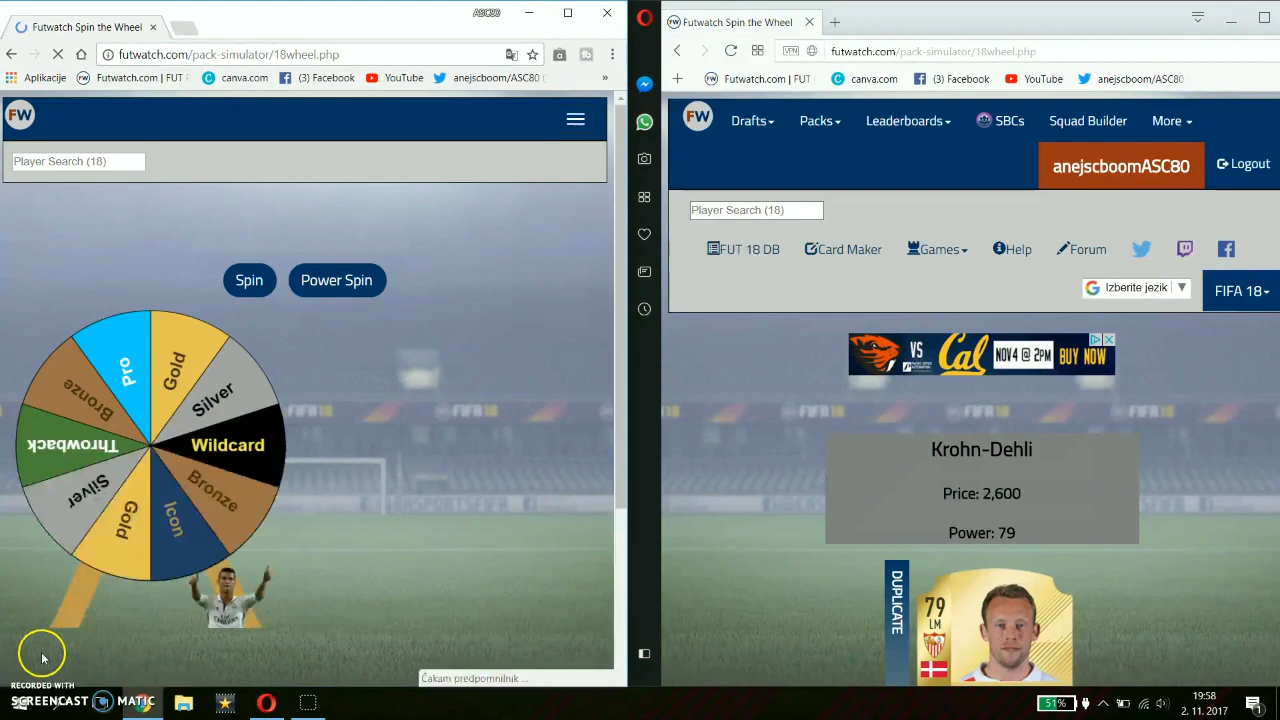 Futwatch Spin the Wheel
ASC80
futwatch.com/pack-simulator/18wheel.php
Aplikacije
Futwatch.com | FUT
canva.com
(3) Facebook
YouTube
anejscboom/ASC80 (
»
FW
Player Search (18)
Spin
Power Spin
Pro
Gold
Silver
Wildcard
Bronze
Icon
Gold
Silver
Throwback
Bronze
Čakam predpomnilnik ...
RECORDED WITH
SCREENCAST MATIC
Futwatch Spin the Wheel
VPN
futwatch.com/pack-simulator/18wheel.php
Futwatch.com | FUT
canva.com
(3) Facebook
YouTube
anejscboom/ASC80
FW
Drafts
Packs
Leaderboards
SBCs
Squad Builder
More
anejscboomASC80
Logout
Player Search (18)
FUT 18 DB
Card Maker
Games
Help
Forum
Izberite jezik
FIFA 18
VS
Cal
NOV 4 @ 2PM
BUY NOW
Krohn-Dehli
Price: 2,600
Power: 79
DUPLICATE
79
LM
51%
19:58
2. 11. 2017
1